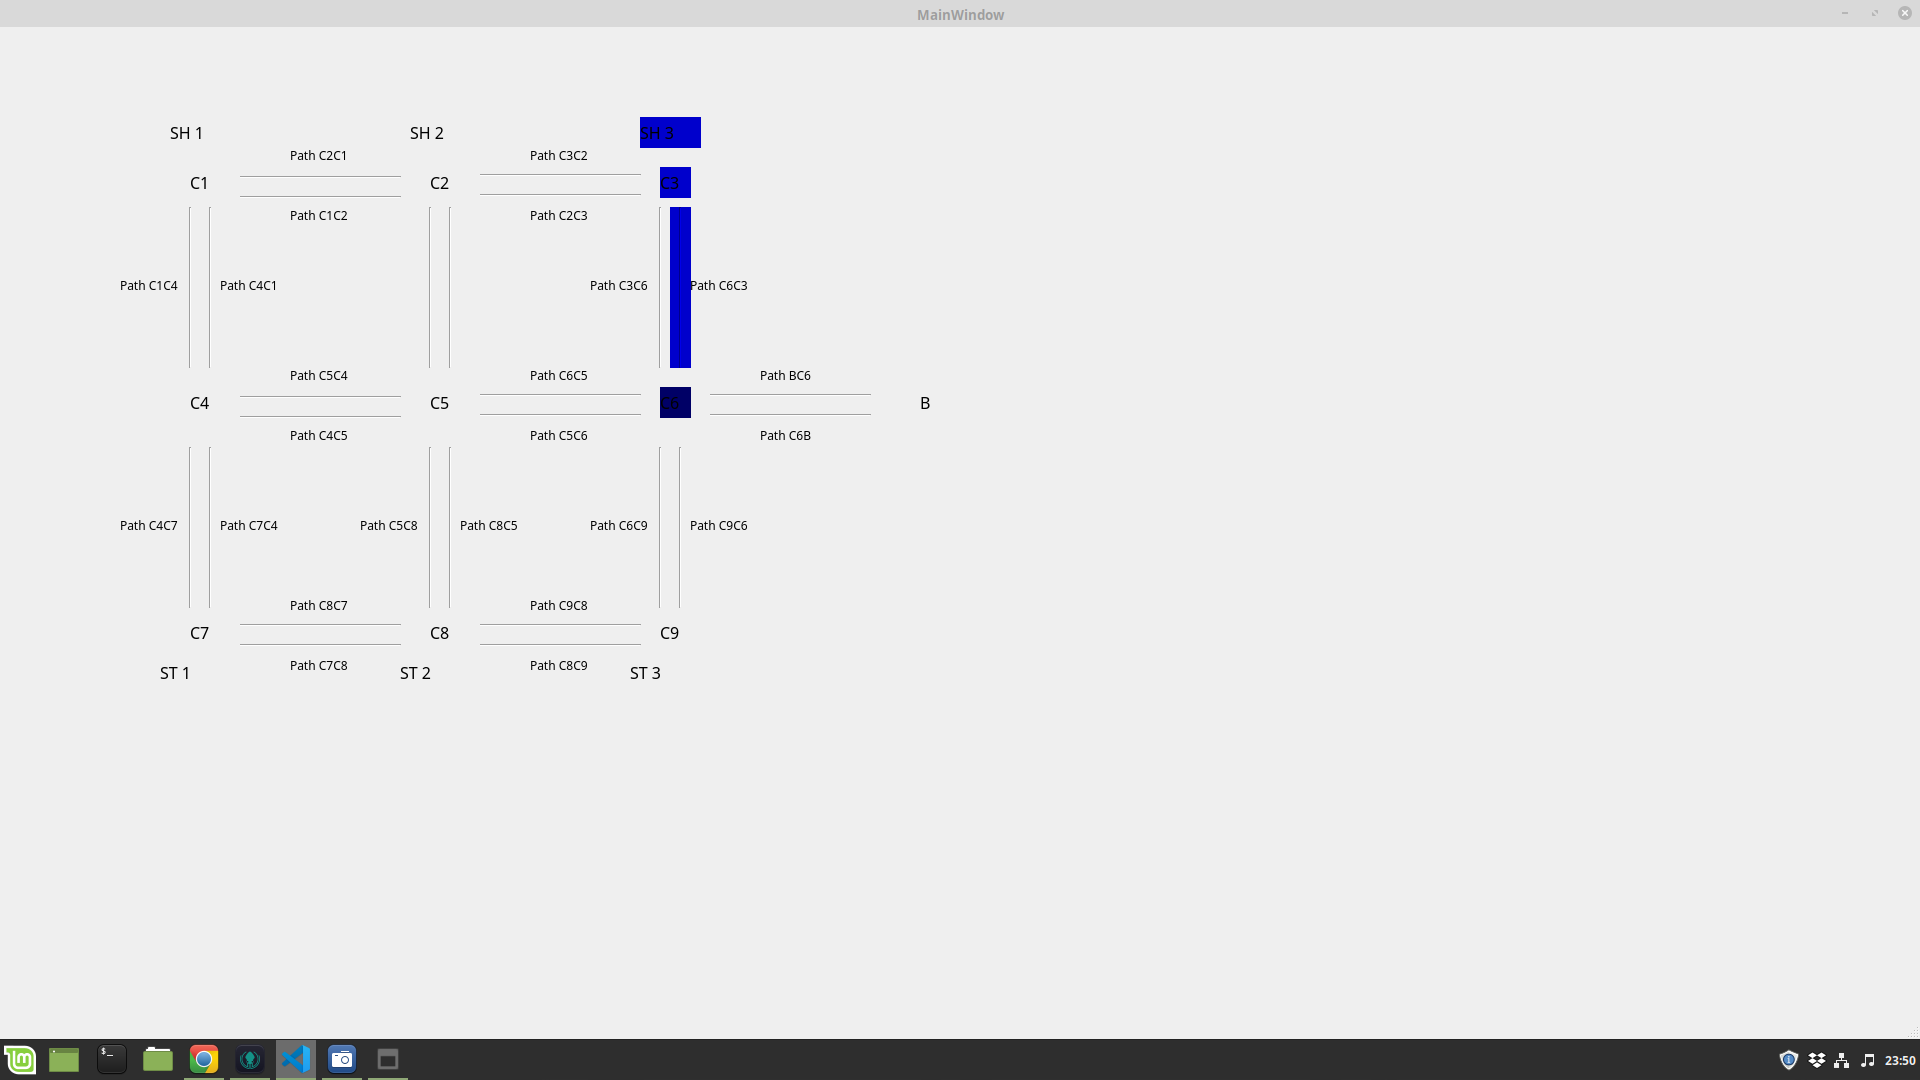 MainWindow
SH 1
SH 2
SH 3
Path C2C1
Path C3C2
C1
C2
C3
Path C1C2
Path C2C3
Path C1C4
Path C4C1
Path C3C6
Path C6C3
Path C5C4
Path C6C5
Path BC6
C4
C5
C6
B
Path C4C5
Path C5C6
Path C6B
Path C4C7
Path C7C4
Path C5C8
Path C8C5
Path C6C9
Path C9C6
Path C8C7
Path C9C8
C7
C8
C9
Path C7C8
Path C8C9
ST 1
ST 2
ST 3
23:50